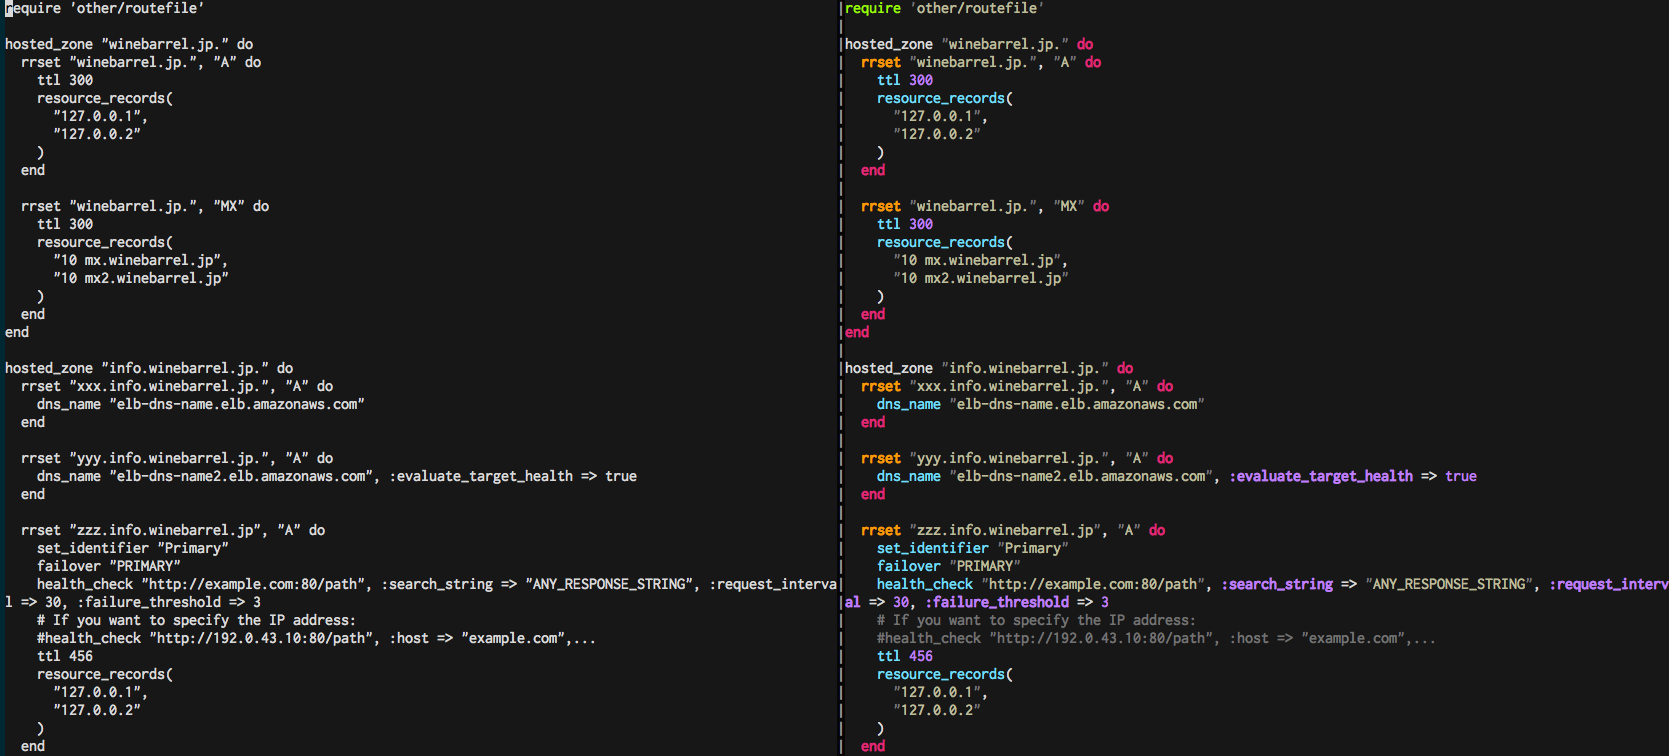 require 'other/routefile'
hosted_zone "winebarrel.jp." do
  rrset "winebarrel.jp.", "A" do
    ttl 300
    resource_records(
      "127.0.0.1",
      "127.0.0.2"
    )
  end
  rrset "winebarrel.jp.", "MX" do
    ttl 300
    resource_records(
      "10 mx.winebarrel.jp",
      "10 mx2.winebarrel.jp"
    )
  end
end
hosted_zone "info.winebarrel.jp." do
  rrset "xxx.info.winebarrel.jp.", "A" do
    dns_name "elb-dns-name.elb.amazonaws.com"
  end
  rrset "yyy.info.winebarrel.jp.", "A" do
    dns_name "elb-dns-name2.elb.amazonaws.com", :evaluate_target_health => true
  end
  rrset "zzz.info.winebarrel.jp", "A" do
    set_identifier "Primary"
    failover "PRIMARY"
    health_check "http://example.com:80/path", :search_string => "ANY_RESPONSE_STRING", :request_interva
l => 30, :failure_threshold => 3
    # If you want to specify the IP address:
    #health_check "http://192.0.43.10:80/path", :host => "example.com",...
    ttl 456
    resource_records(
      "127.0.0.1",
      "127.0.0.2"
    )
  end
require 'other/routefile'
hosted_zone "winebarrel.jp." do
  rrset "winebarrel.jp.", "A" do
    ttl 300
    resource_records(
      "127.0.0.1",
      "127.0.0.2"
    )
  end
  rrset "winebarrel.jp.", "MX" do
    ttl 300
    resource_records(
      "10 mx.winebarrel.jp",
      "10 mx2.winebarrel.jp"
    )
  end
end
hosted_zone "info.winebarrel.jp." do
  rrset "xxx.info.winebarrel.jp.", "A" do
    dns_name "elb-dns-name.elb.amazonaws.com"
  end
  rrset "yyy.info.winebarrel.jp.", "A" do
    dns_name "elb-dns-name2.elb.amazonaws.com", :evaluate_target_health => true
  end
  rrset "zzz.info.winebarrel.jp", "A" do
    set_identifier "Primary"
    failover "PRIMARY"
    health_check "http://example.com:80/path", :search_string => "ANY_RESPONSE_STRING", :request_interv
al => 30, :failure_threshold => 3
    # If you want to specify the IP address:
    #health_check "http://192.0.43.10:80/path", :host => "example.com",...
    ttl 456
    resource_records(
      "127.0.0.1",
      "127.0.0.2"
    )
  end